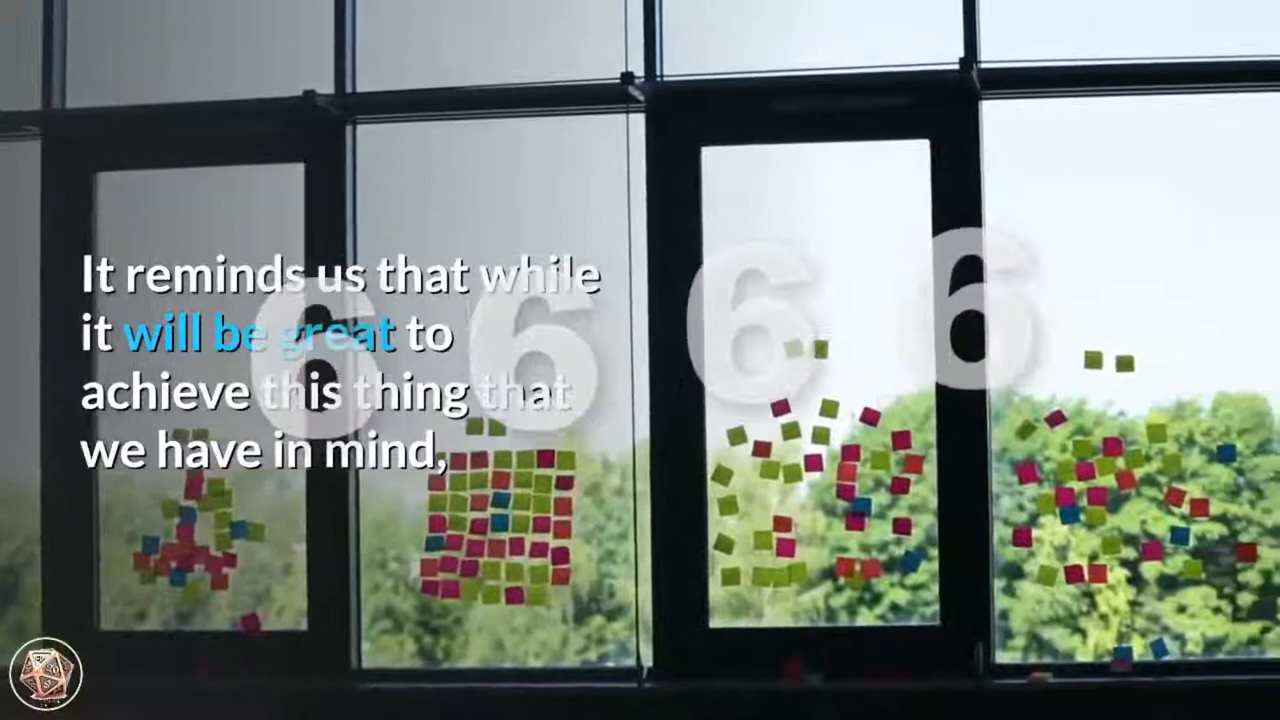 It reminds us that while
it will be great to
achieve this thing that
we have in mind,
6 6 6 6